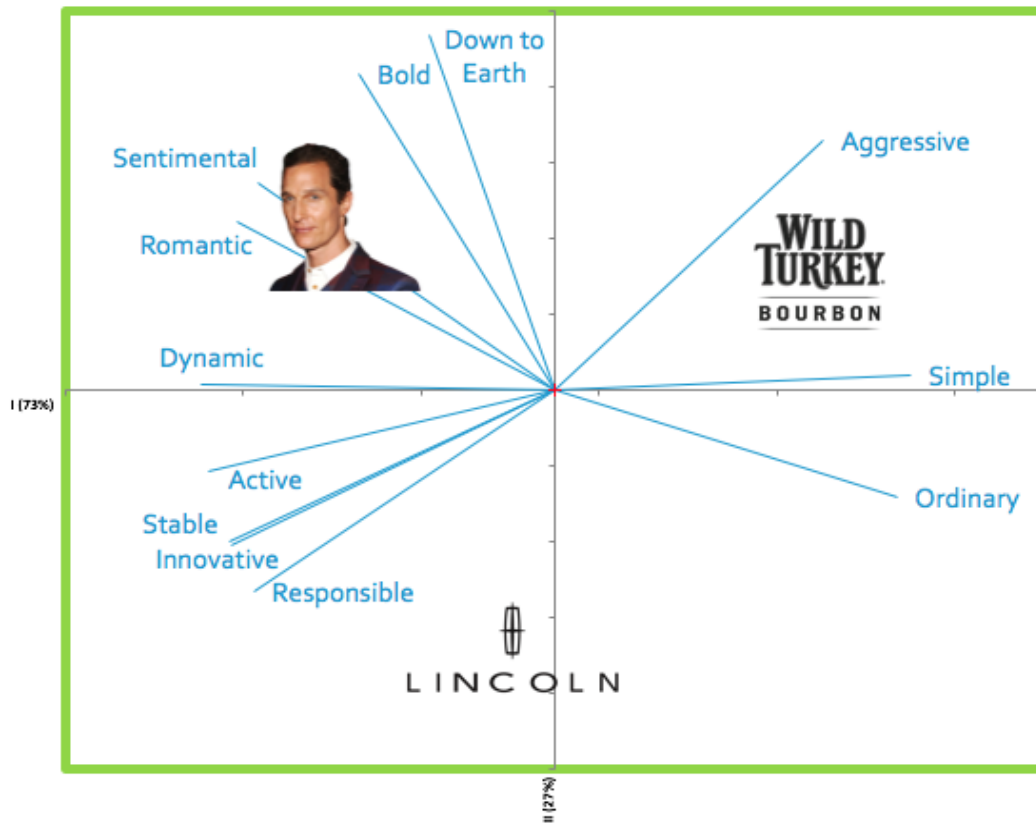 Down to
Earth
Bold
Aggressive
Sentimental
WILD
TURKEY
BOURBON
Romantic
Dynamic
Simple
I (73%)
Active
Ordinary
Stable
Innovative
Responsible
LINCOLN
II (27%)